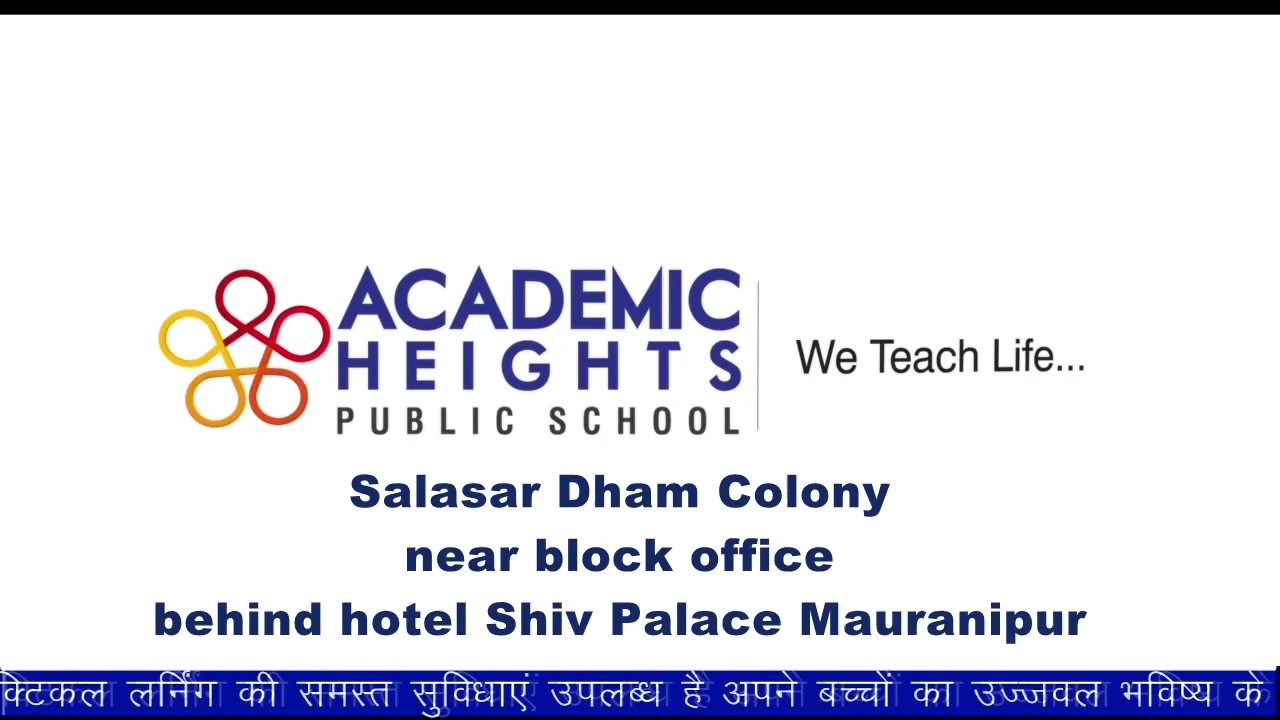 ACADEMIC
HEIGHTS
PUBLIC SCHOOL
We Teach Life...
Salasar Dham Colony
near block office
behind hotel Shiv Palace Mauranipur
लर्निंग की समस्त सुविधाएं उपलब्ध है अपने बच्चों का उज्जवल भविष्य के